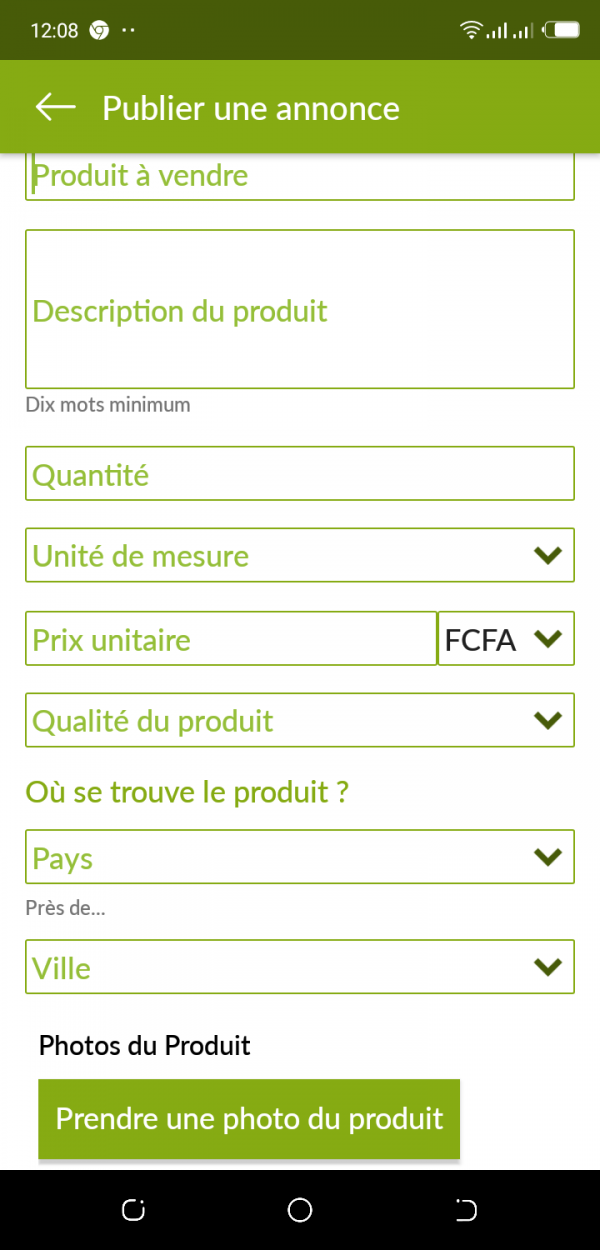 12:08
Publier une annonce
Produit à vendre
Description du produit
Dix mots minimum
Quantité
Unité de mesure
Prix unitaire FCFA
Qualité du produit
Où se trouve le produit ?
Pays
Près de...
Ville
Photos du Produit
Prendre une photo du produit